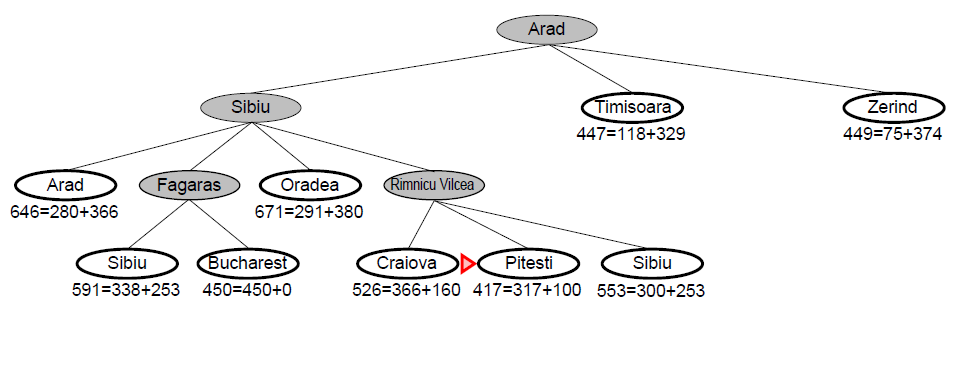 Arad
Sibiu
Timisoara
Zerind
447=118+329
449=75+374
Arad
Fagaras
Oradea
Rimnicu Vilcea
646=280+366
671=291+380
Sibiu
Bucharest
Craiova
Pitesti
Sibiu
591=338+253
450=450+0
526=366+160
417=317+100
553=300+253